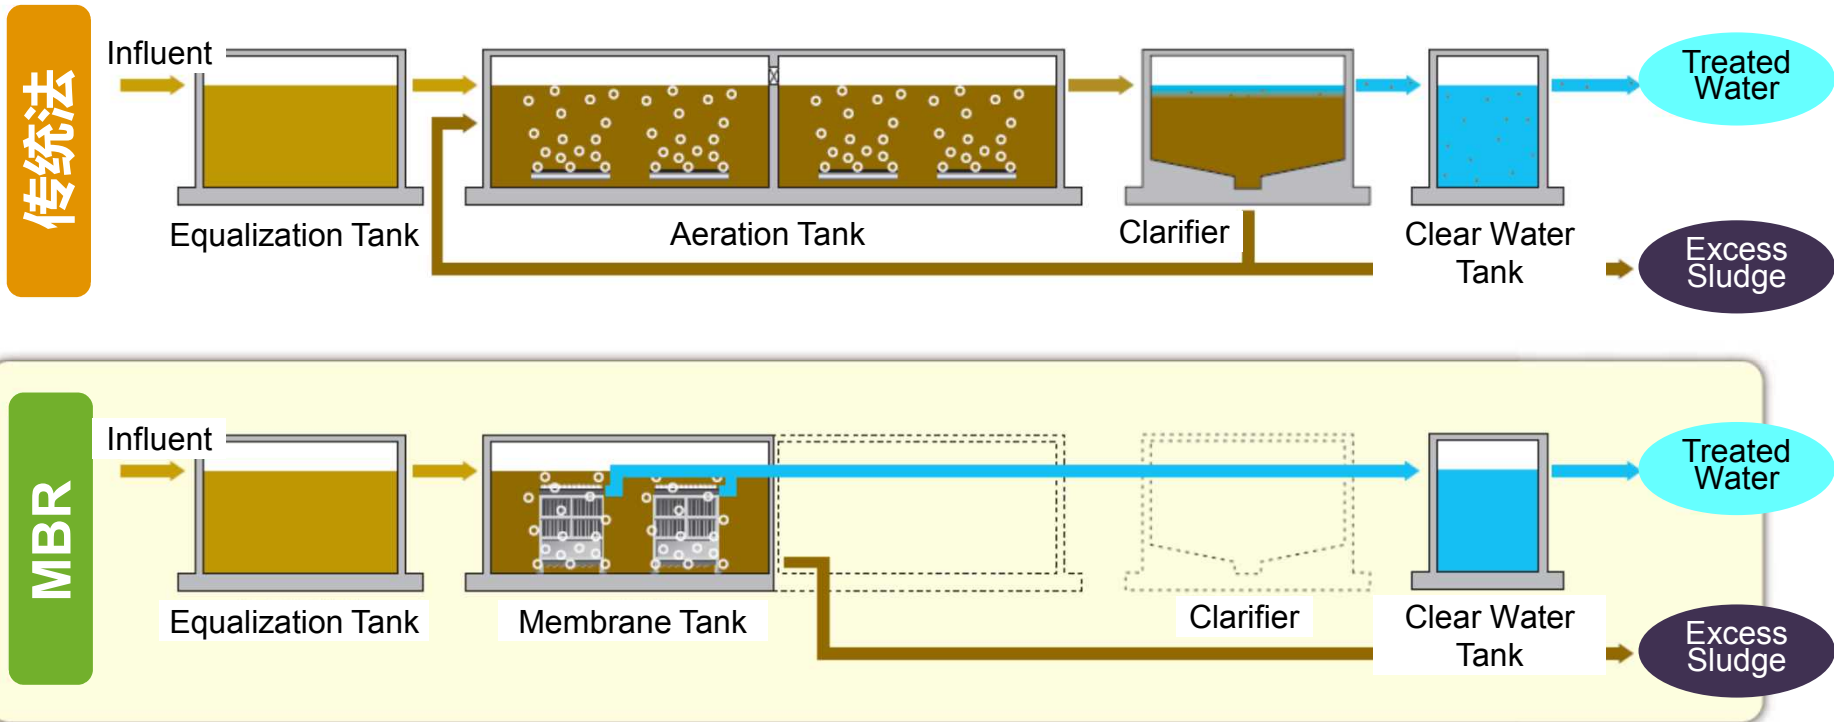 传统法
Influent
Equalization Tank
Aeration Tank
Clarifier
Clear Water
Tank
Treated
Water
Excess
Sludge
MBR
Influent
Equalization Tank
Membrane Tank
Clarifier
Clear Water
Tank
Treated
Water
Excess
Sludge